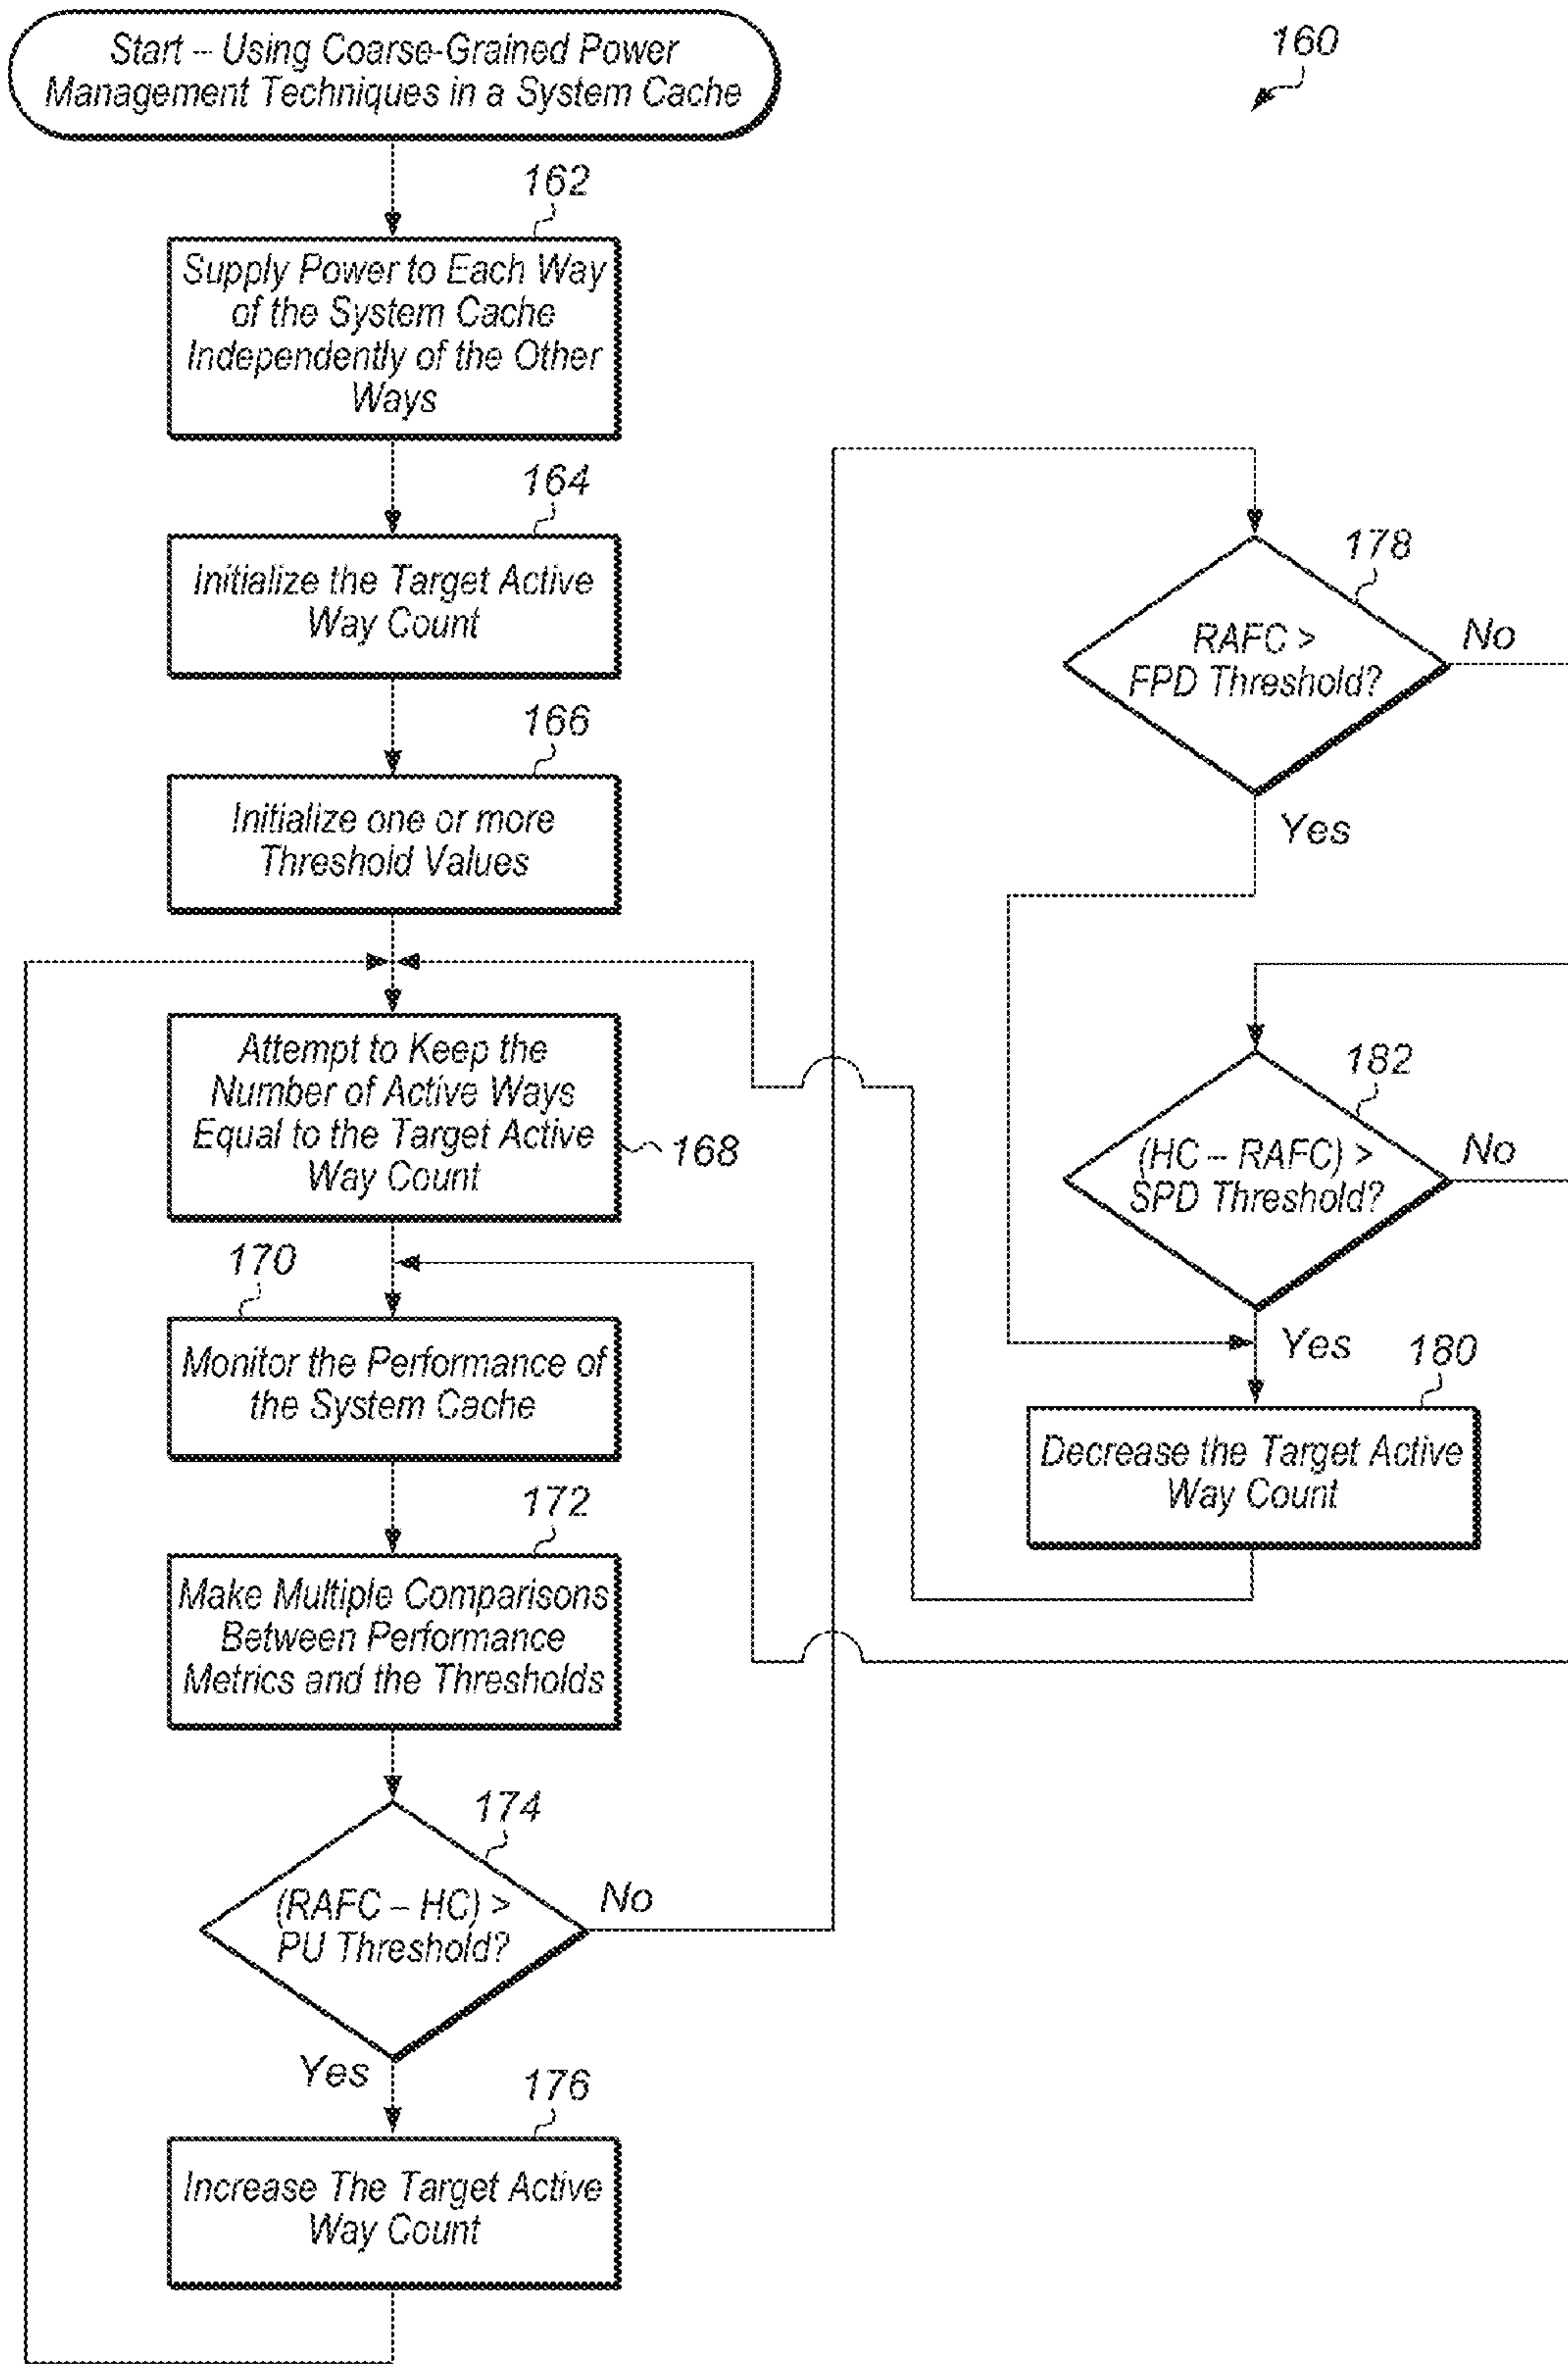 Start – Using Coarse-Grained Power
Management Techniques in a System Cache
160
162
Supply Power to Each Way
of the System Cache
Independently of the Other
Ways
164
Initialize the Target Active
Way Count
166
Initialize one or more
Threshold Values
Attempt to Keep the
Number of Active Ways
Equal to the Target Active
Way Count
168
170
Monitor the Performance of
the System Cache
172
Make Multiple Comparisons
Between Performance
Metrics and the Thresholds
174
(RAFC – HC) >
PU Threshold?
No
Yes
176
Increase The Target Active
Way Count
178
RAFC >
FPD Threshold?
No
Yes
182
(HC – RAFC) >
SPD Threshold?
No
Yes
180
Decrease the Target Active
Way Count